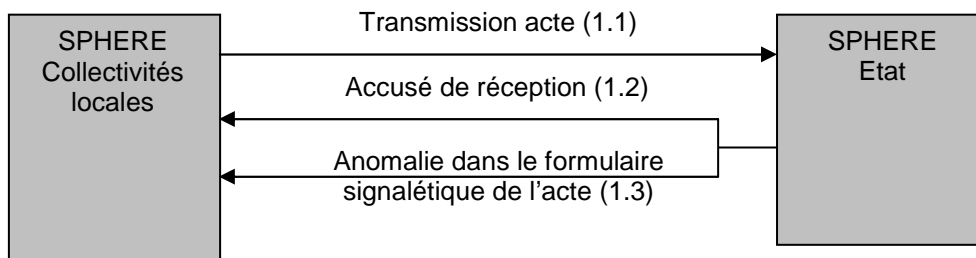 SPHERE
Collectivités
locales
Transmission acte (1.1)
Accusé de réception (1.2)
Anomalie dans le formulaire
signalétique de l’acte (1.3)
SPHERE
Etat